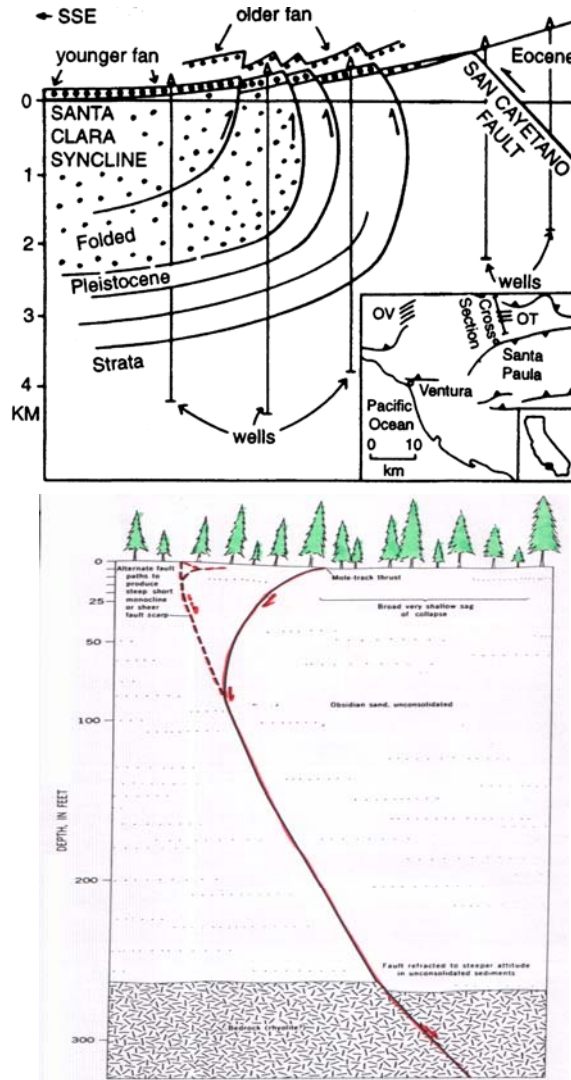 SSE
younger fan
older fan
Eocene
SAN CAYETANO
FAULT
0
SANTA
CLARA
SYNCLINE
1
Folded
2
Pleistocene
3
Strata
4
KM
wells
wells
OV
Cross
Section
OT
Santa
Paula
Ventura
Pacific
Ocean
0 10
km
0
Alternate fault
paths to
produce
steep short
monocline
or sheer
fault scarp
Mole-track thrust
Broad very shallow sag
of collapse
25
50
Obsidian sand, unconsolidated
100
DEPTH, IN FEET
200
Fault refracted to steeper attitude
in unconsolidated sediments
Bedrock (rhyolite?)
300